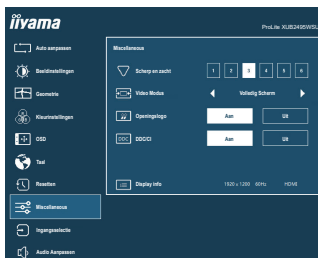 iiyama
ProLite XUB2495WSU
Auto aanpassen
Miscellaneous
Beeldinstellingen
Scherp en zacht
1 2 3 4 5 6
Geometrie
Video Modus
Volledig Scherm
Kleurinstellingen
Openingslogo
Aan
Uit
OSD
DDC
DDC/CI
Aan
Uit
Taal
Resetten
Display info
1920 x 1200 60Hz HDMI
Miscellaneous
Ingangsselectie
Audio Aanpassen